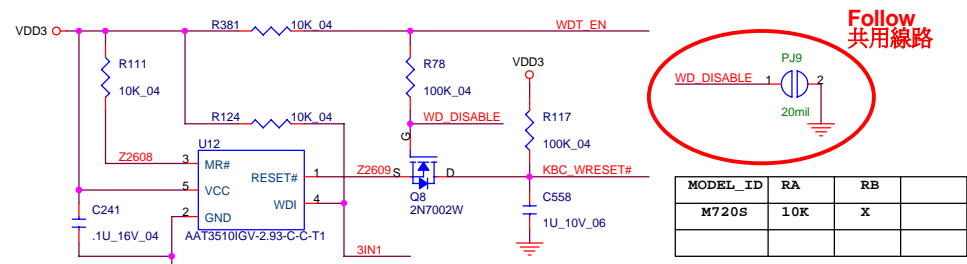 VDD3
R381
10K_04
WDT_EN
Follow
共用線路
R111
10K_04
R78
100K_04
VDD3
PJ9
WD_DISABLE
1
2
20mil
R124
10K_04
WD_DISABLE
R117
100K_04
U12
G
Z2608
3
MR#
RESET#
1
Z2609
S
D
KBC_WRESET#
5
VCC
WDI
4
Q8
2N7002W
C558
1U_10V_06
C241
.1U_16V_04
2
GND
AAT3510IGV-2.93-C-C-T1
3IN1
MODEL_ID RA RB
M720S 10K X